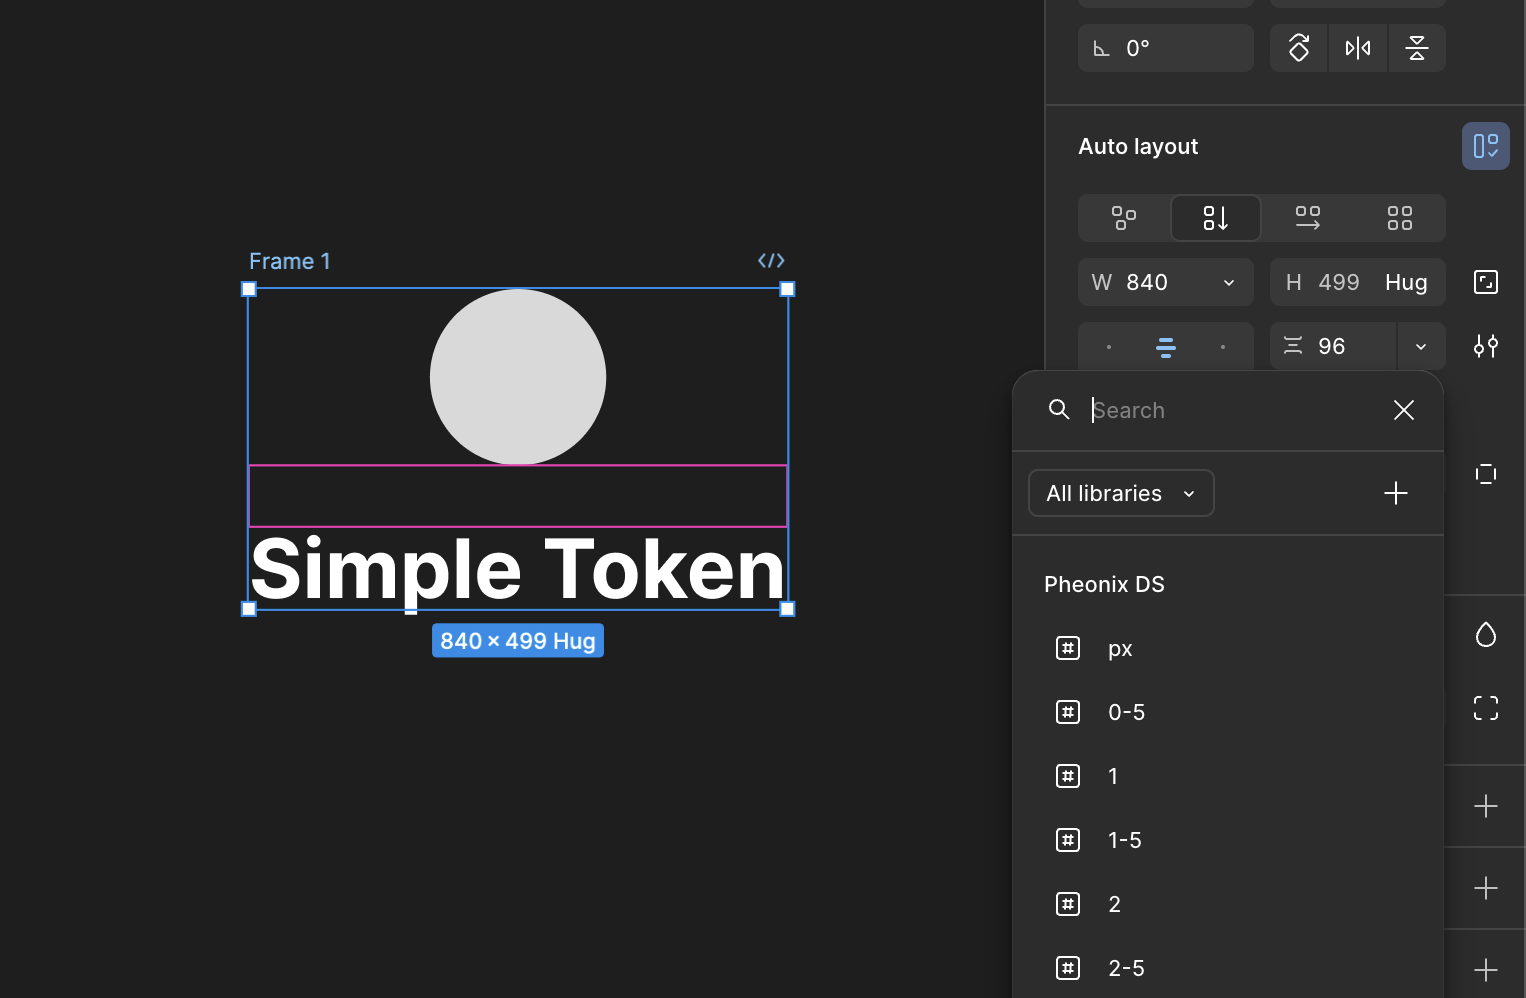 0°
Auto layout
W 840
H 499 Hug
96
Frame 1
Simple Token
840 × 499 Hug
Search
All libraries
Pheonix DS
px
0-5
1
1-5
2
2-5